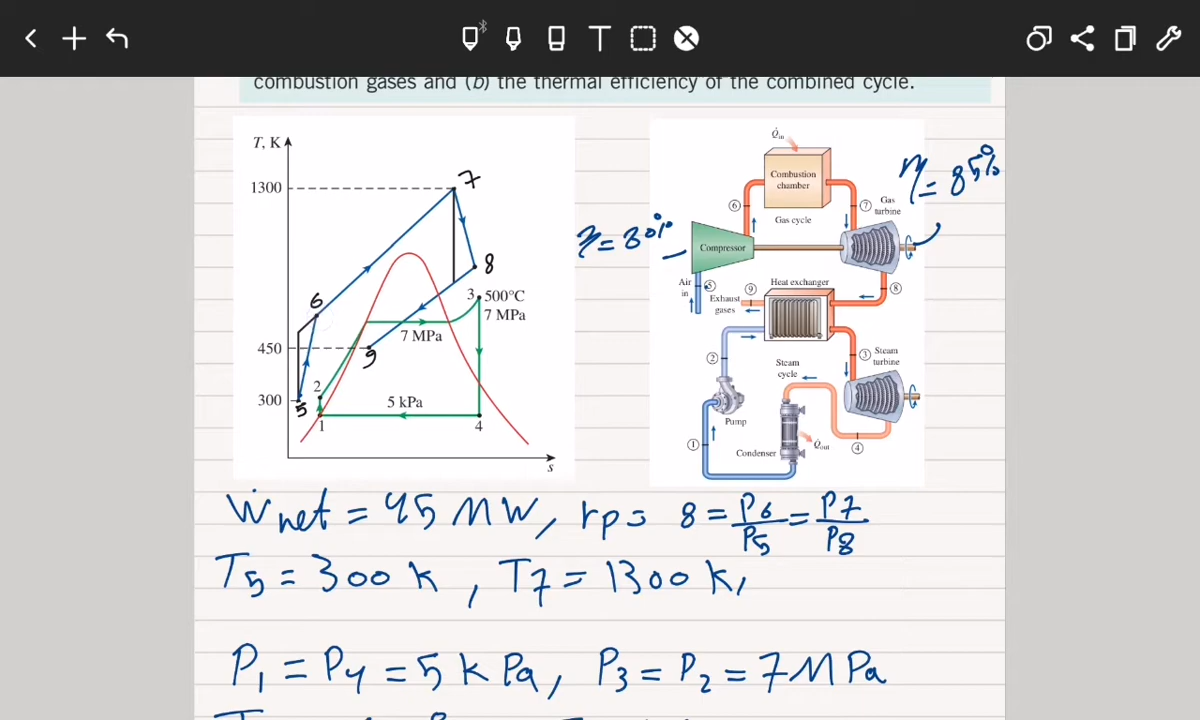 combustion gases and (b) the thermal efficiency of the combined cycle.
T, K
1300
450
300
7
8
6
9
5
3
500°C
7 MPa
7 MPa
2
5 kPa
1
4
s
Q̇in
Combustion
chamber
⑥
⑦
Gas cycle
Gas
turbine
η = 85%
η = 80%
Compressor
Air
in
⑤
⑨
Heat exchanger
⑧
Exhaust
gases
②
Steam
cycle
③
Steam
turbine
Pump
①
Condenser
Q̇out
④
Ẇnet = 45 MW, rp = 8 = P6/P5 = P7/P8
T5 = 300 K, T7 = 1300 K,
P1 = P4 = 5 kPa, P3 = P2 = 7 MPa